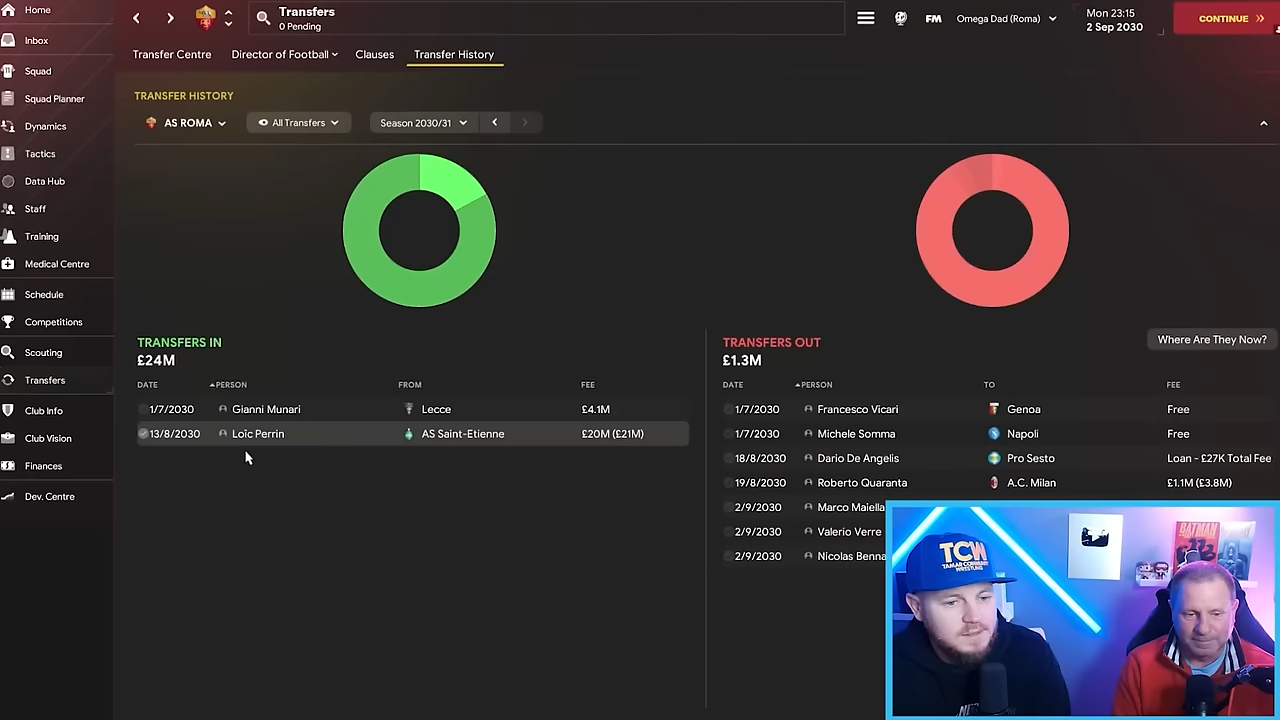 Home
Transfers
0 Pending
FM
Omega Dad (Roma)
Mon 23:15
2 Sep 2030
CONTINUE
Inbox
Squad
Squad Planner
Dynamics
Tactics
Data Hub
Staff
Training
Medical Centre
Schedule
Competitions
Scouting
Transfers
Club Info
Club Vision
Finances
Dev. Centre
Transfer Centre
Director of Football
Clauses
Transfer History
TRANSFER HISTORY
AS ROMA
All Transfers
Season 2030/31
TRANSFERS IN
£24M
DATE PERSON FROM FEE
1/7/2030 Gianni Munari Lecce £4.1M
13/8/2030 Loïc Perrin AS Saint-Etienne £20M (£21M)
TRANSFERS OUT
£1.3M
Where Are They Now?
DATE PERSON TO FEE
1/7/2030 Francesco Vicari Genoa Free
1/7/2030 Michele Somma Napoli Free
18/8/2030 Dario De Angelis Pro Sesto Loan - £27K Total Fee
19/8/2030 Roberto Quaranta A.C. Milan £1.1M (£3.8M)
2/9/2030 Marco Maiella
2/9/2030 Valerio Verre
2/9/2030 Nicolas Benna
TCW
TAMAR COMMUNITY
WRESTLING
BATMAN